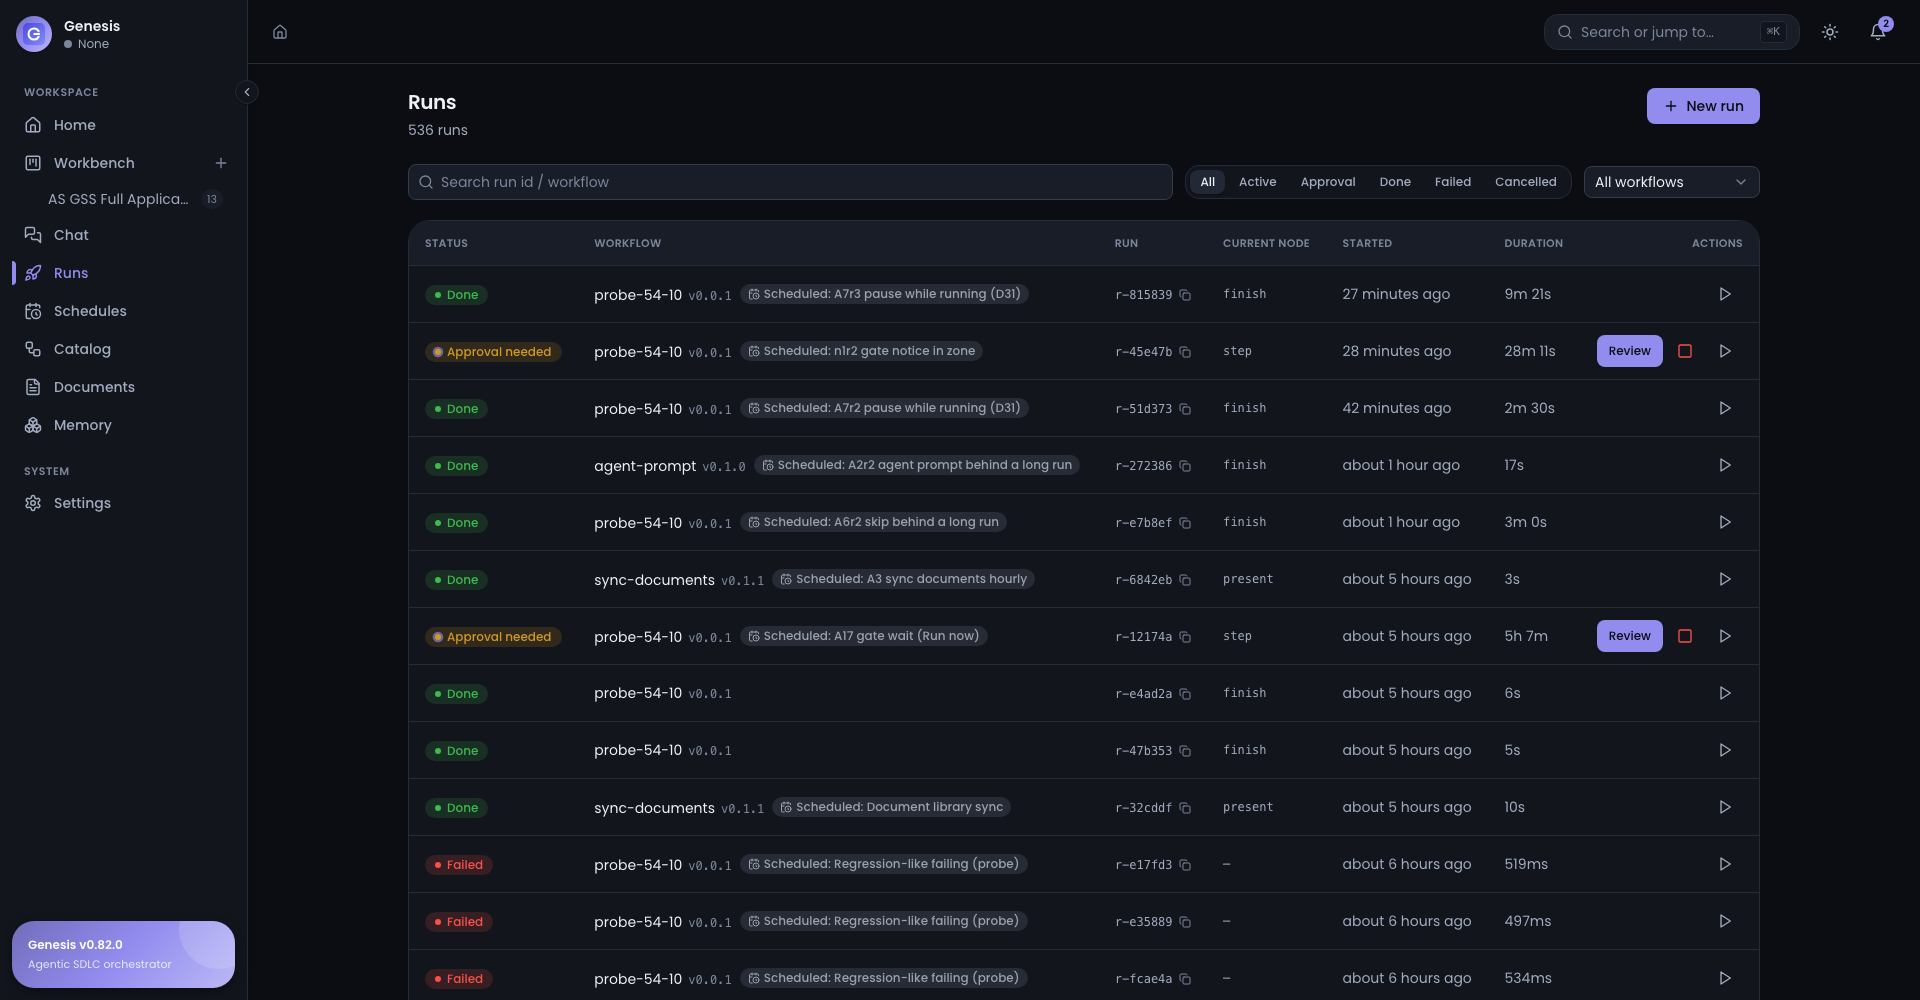 Genesis
None
WORKSPACE
Home
Workbench
AS GSS Full Applica...
13
Chat
Runs
Schedules
Catalog
Documents
Memory
SYSTEM
Settings
Genesis v0.82.0
Agentic SDLC orchestrator
Search or jump to...
⌘K
2
Runs
536 runs
New run
Search run id / workflow
All Active Approval Done Failed Cancelled
All workflows
STATUS WORKFLOW RUN CURRENT NODE STARTED DURATION ACTIONS
Done probe-54-10 v0.0.1 Scheduled: A7r3 pause while running (D31) r-815839 finish 27 minutes ago 9m 21s
Approval needed probe-54-10 v0.0.1 Scheduled: n1r2 gate notice in zone r-45e47b step 28 minutes ago 28m 11s Review
Done probe-54-10 v0.0.1 Scheduled: A7r2 pause while running (D31) r-51d373 finish 42 minutes ago 2m 30s
Done agent-prompt v0.1.0 Scheduled: A2r2 agent prompt behind a long run r-272386 finish about 1 hour ago 17s
Done probe-54-10 v0.0.1 Scheduled: A6r2 skip behind a long run r-e7b8ef finish about 1 hour ago 3m 0s
Done sync-documents v0.1.1 Scheduled: A3 sync documents hourly r-6842eb present about 5 hours ago 3s
Approval needed probe-54-10 v0.0.1 Scheduled: A17 gate wait (Run now) r-12174a step about 5 hours ago 5h 7m Review
Done probe-54-10 v0.0.1 r-e4ad2a finish about 5 hours ago 6s
Done probe-54-10 v0.0.1 r-47b353 finish about 5 hours ago 5s
Done sync-documents v0.1.1 Scheduled: Document library sync r-32cddf present about 5 hours ago 10s
Failed probe-54-10 v0.0.1 Scheduled: Regression-like failing (probe) r-e17fd3 – about 6 hours ago 519ms
Failed probe-54-10 v0.0.1 Scheduled: Regression-like failing (probe) r-e35889 – about 6 hours ago 497ms
Failed probe-54-10 v0.0.1 Scheduled: Regression-like failing (probe) r-fcae4a – about 6 hours ago 534ms